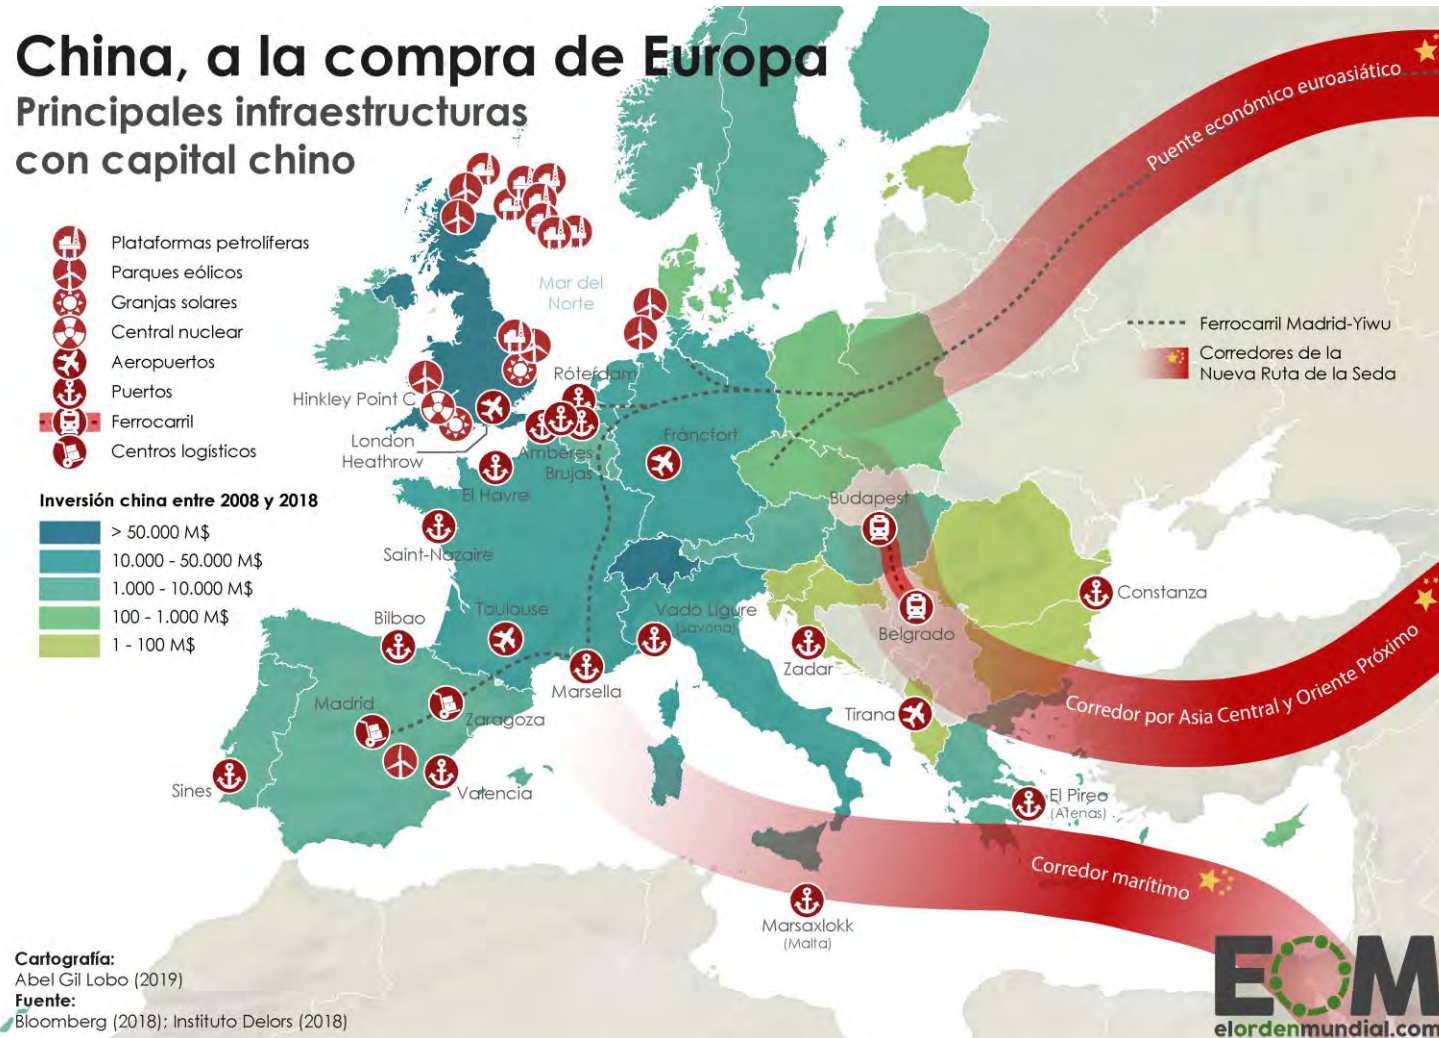 China, a la compra de Europa
Principales infraestructuras
con capital chino
Plataformas petrolíferas
Parques eólicos
Granjas solares
Central nuclear
Aeropuertos
Puertos
Ferrocarril
Centros logísticos
Inversión china entre 2008 y 2018
> 50.000 M$
10.000 - 50.000 M$
1.000 - 10.000 M$
100 - 1.000 M$
1 - 100 M$
Puente económico euroasiático
Ferrocarril Madrid-Yiwu
Corredores de la
Nueva Ruta de la Seda
Mar del
Norte
Róterdam
Hinkley Point C
London
Heathrow
Amberes
Brujas
Fráncfort
El Havre
Budapest
Saint-Nazaire
Constanza
Bilbao
Toulouse
Vado Ligure
(Savona)
Belgrado
Zadar
Marsella
Madrid
Zaragoza
Tirana
Corredor por Asia Central y Oriente Próximo
Sines
Valencia
El Pireo
(Atenas)
Corredor marítimo
Marsaxlokk
(Malta)
Cartografía:
Abel Gil Lobo (2019)
Fuente:
Bloomberg (2018); Instituto Delors (2018)
EOM
elordenmundial.com